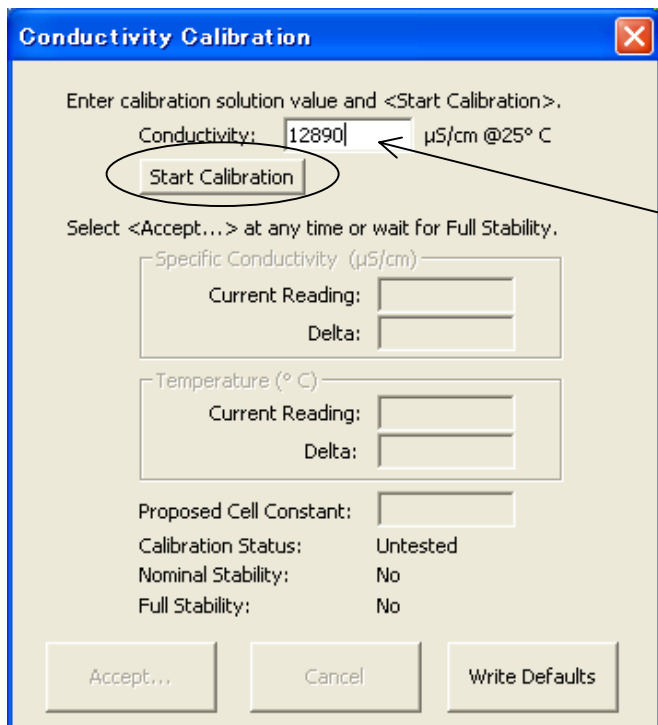 Conductivity Calibration
Enter calibration solution value and <Start Calibration>.
Conductivity: 12890 µS/cm @25° C
Start Calibration
Select <Accept...> at any time or wait for Full Stability.
Specific Conductivity (µS/cm)
Current Reading:
Delta:
Temperature (° C)
Current Reading:
Delta:
Proposed Cell Constant:
Calibration Status: Untested
Nominal Stability: No
Full Stability: No
Accept... Cancel Write Defaults